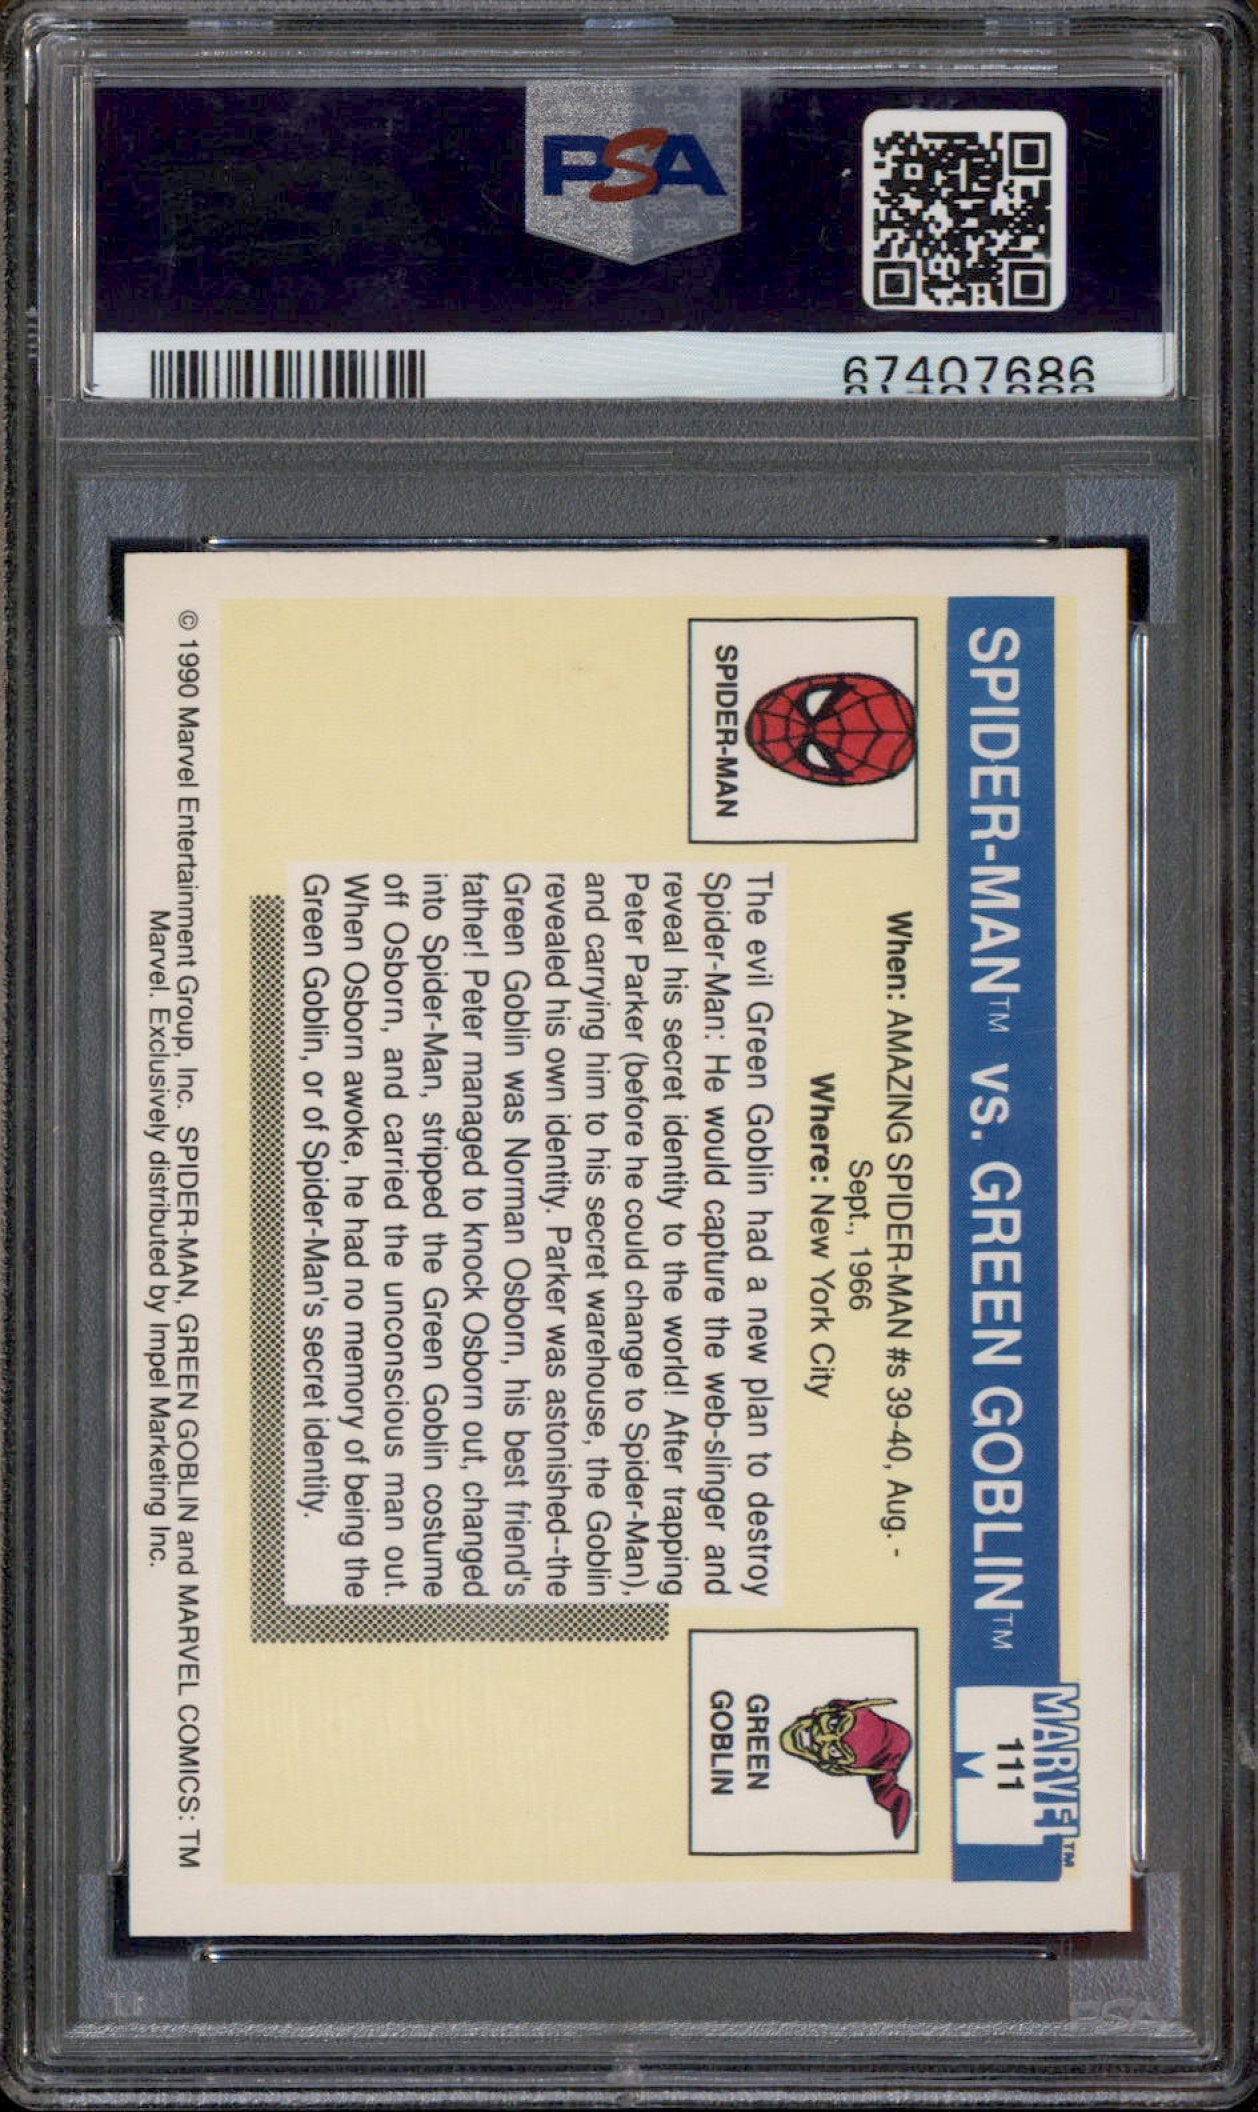 PSA
67407686
SPIDER-MAN™ VS. GREEN GOBLIN™
MARVEL™
111
M
When: AMAZING SPIDER-MAN #s 39-40, Aug. -
Sept., 1966
Where: New York City
SPIDER-MAN
GREEN
GOBLIN
The evil Green Goblin had a new plan to destroy
Spider-Man: He would capture the web-slinger and
reveal his secret identity to the world! After trapping
Peter Parker (before he could change to Spider-Man),
and carrying him to his secret warehouse, the Goblin
revealed his own identity. Parker was astonished--the
Green Goblin was Norman Osborn, his best friend's
father! Peter managed to knock Osborn out, changed
into Spider-Man, stripped the Green Goblin costume
off Osborn, and carried the unconscious man out.
When Osborn awoke, he had no memory of being the
Green Goblin, or of Spider-Man's secret identity.
© 1990 Marvel Entertainment Group, Inc. SPIDER-MAN, GREEN GOBLIN and MARVEL COMICS: TM
Marvel. Exclusively distributed by Impel Marketing Inc.
PSA